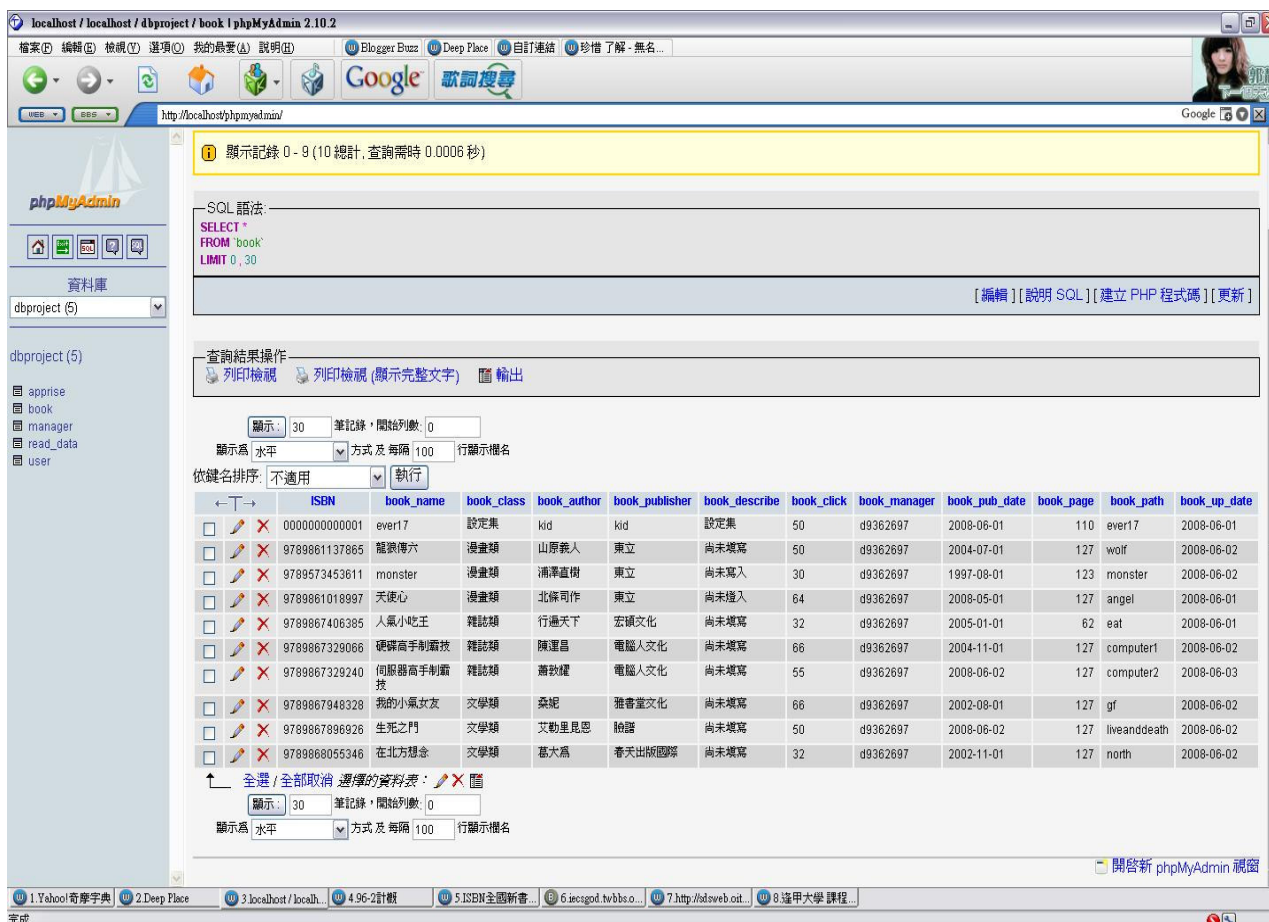 localhost / localhost / dbproject / book | phpMyAdmin 2.10.2
檔案(F) 編輯(E) 檢視(V) 選項(O) 我的最愛(A) 說明(H) Blogger Buzz Deep Place 自訂連結 珍惜 了解 - 無名...
Google 歌詞搜尋
WEB BBS http://localhost/phpmyadmin/ Google
顯示記錄 0 - 9 (10 總計, 查詢需時 0.0006 秒)
phpMyAdmin
SQL 語法:
SELECT *
FROM `book`
LIMIT 0 , 30
資料庫
dbproject (5)
[ 編輯 ] [ 說明 SQL ] [ 建立 PHP 程式碼 ] [ 更新 ]
dbproject (5)
apprise
book
manager
read_data
user
查詢結果操作
列印檢視 列印檢視 (顯示完整文字) 輸出
顯示: 30 筆記錄,開始列數: 0
顯示為 水平 方式 及 每隔 100 行顯示欄名
依鍵名排序: 不適用 執行
←T→ ISBN book_name book_class book_author book_publisher book_describe book_click book_manager book_pub_date book_page book_path book_up_date
0000000000001 ever17 設定集 kid kid 設定集 50 d9362697 2008-06-01 110 ever17 2008-06-01
9789861137865 龍狼傳六 漫畫類 山原義人 東立 尚未填寫 50 d9362697 2004-07-01 127 wolf 2008-06-02
9789573453611 monster 漫畫類 浦澤直樹 東立 尚未寫入 30 d9362697 1997-08-01 123 monster 2008-06-02
9789861018997 天使心 漫畫類 北條司作 東立 尚未燈入 64 d9362697 2008-05-01 127 angel 2008-06-01
9789867406385 人氣小吃王 雜誌類 行遍天下 宏碩文化 尚未填寫 32 d9362697 2005-01-01 62 eat 2008-06-01
9789867329066 硬碟高手制霸技 雜誌類 陳運昌 電腦人文化 尚未填寫 66 d9362697 2004-11-01 127 computer1 2008-06-02
9789867329240 伺服器高手制霸技 雜誌類 蕭敦耀 電腦人文化 尚未填寫 55 d9362697 2008-06-02 127 computer2 2008-06-03
9789867948328 我的小氣女友 文學類 桑妮 雅書堂文化 尚未填寫 66 d9362697 2002-08-01 127 gf 2008-06-02
9789867896926 生死之門 文學類 艾勒里昆恩 臉譜 尚未填寫 50 d9362697 2008-06-02 127 liveanddeath 2008-06-02
9789868055346 在北方想念 文學類 葛大為 春天出版國際 尚未填寫 32 d9362697 2002-11-01 127 north 2008-06-02
全選 / 全部取消 選擇的資料表:
顯示: 30 筆記錄,開始列數: 0
顯示為 水平 方式 及 每隔 100 行顯示欄名
開啓新 phpMyAdmin 視窗
1.Yahoo!奇摩字典 2.Deep Place 3.localhost / localh... 4.96-2計概 5.ISBN全國新書... 6.iecsgod.twbbs.o... 7.http://sdsweb.oit... 8.逢甲大學 課程...
完成